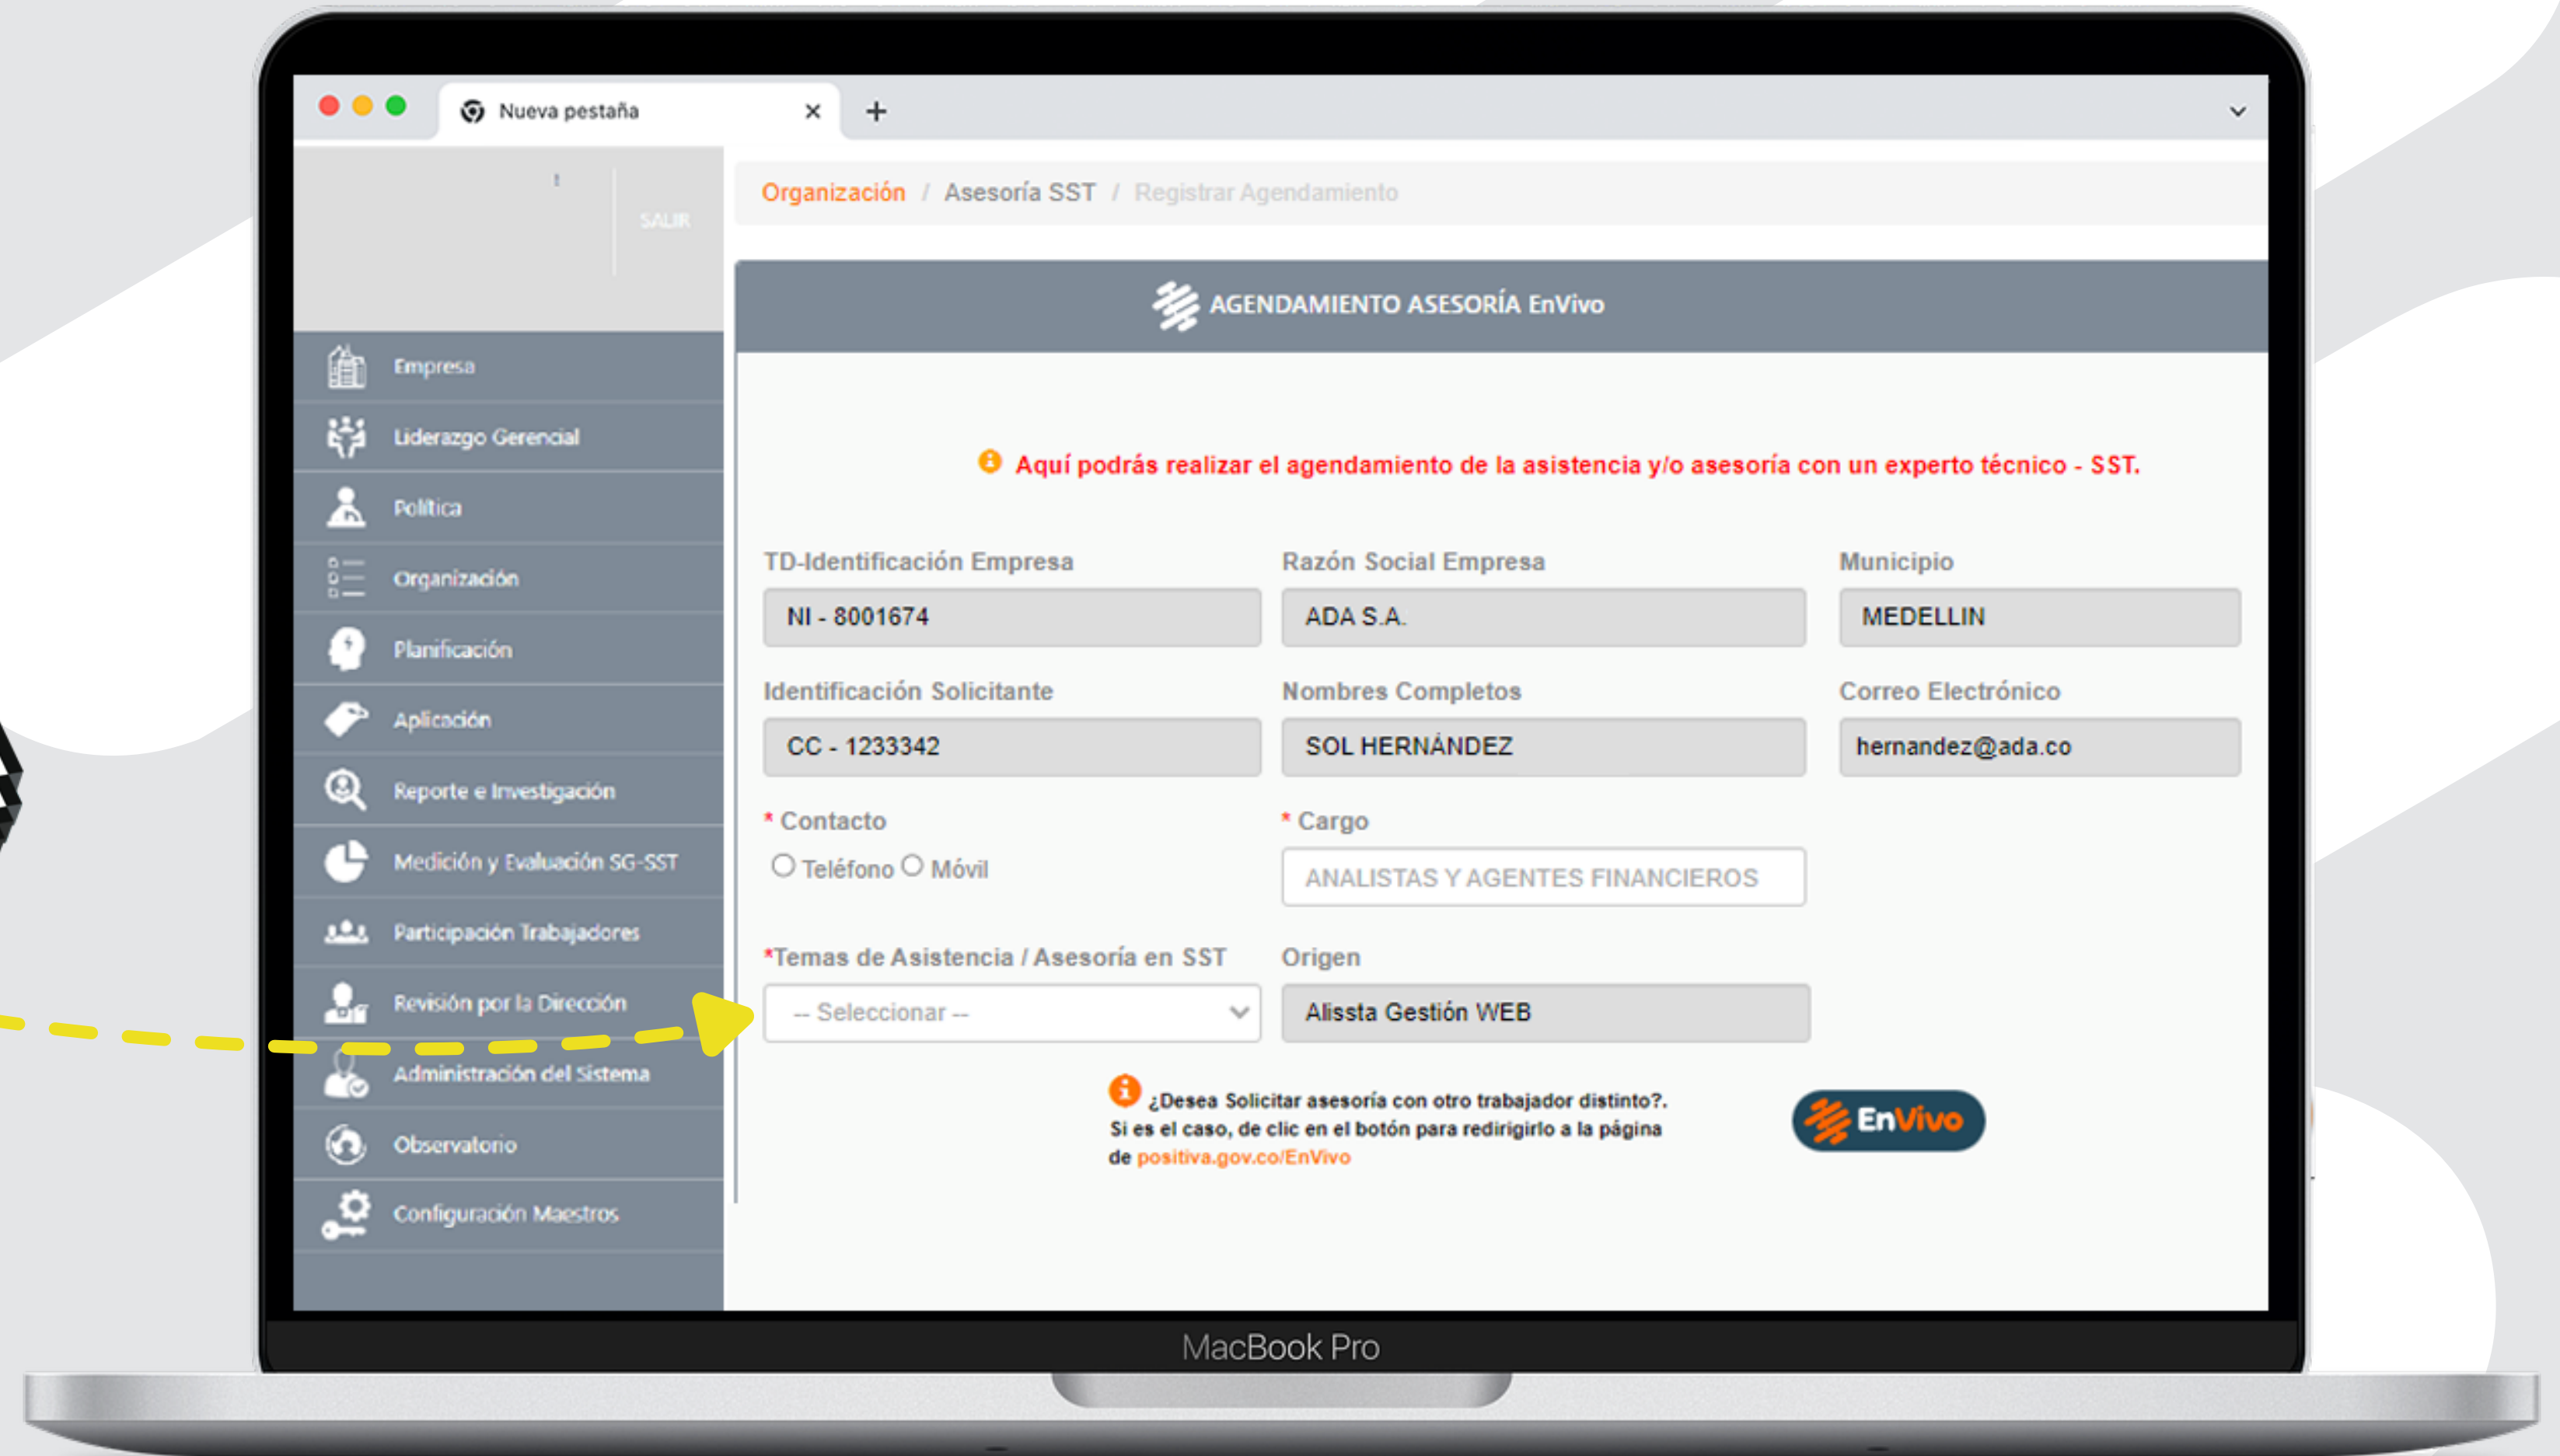 Nueva pestaña
SALIR
Organización / Asesoría SST / Registrar Agendamiento
AGENDAMIENTO ASESORÍA EnVivo
Empresa
Liderazgo Gerencial
Política
Organización
Planificación
Aplicación
Reporte e Investigación
Medición y Evaluación SG-SST
Participación Trabajadores
Revisión por la Dirección
Administración del Sistema
Observatorio
Configuración Maestros
Aquí podrás realizar el agendamiento de la asistencia y/o asesoría con un experto técnico - SST.
TD-Identificación Empresa Razón Social Empresa Municipio
NI - 8001674 ADA S.A. MEDELLIN
Identificación Solicitante Nombres Completos Correo Electrónico
CC - 1233342 SOL HERNÁNDEZ hernandez@ada.co
* Contacto * Cargo
Teléfono Móvil ANALISTAS Y AGENTES FINANCIEROS
*Temas de Asistencia / Asesoría en SST Origen
-- Seleccionar -- Alissta Gestión WEB
¿Desea Solicitar asesoría con otro trabajador distinto?.
Si es el caso, de clic en el botón para redirigirlo a la página
de positiva.gov.co/EnVivo
EnVivo
MacBook Pro